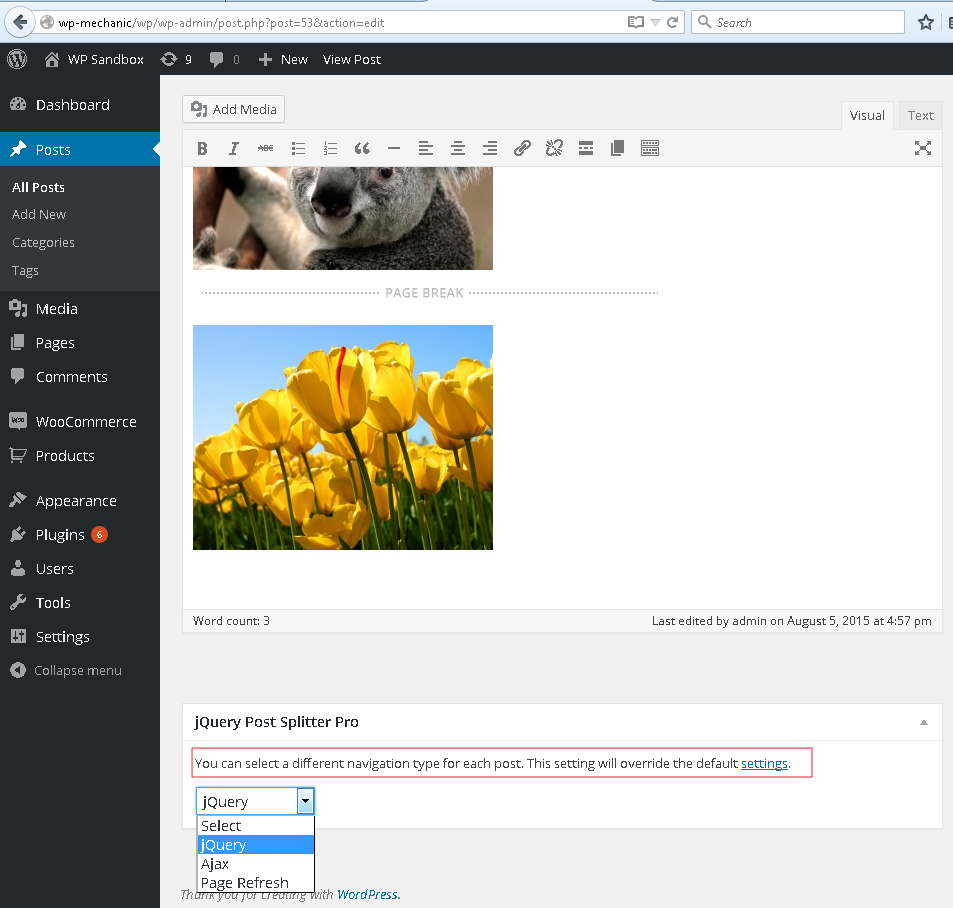 wp-mechanic/wp/wp-admin/post.php?post=53&action=edit
Search
WP Sandbox
9
0
New
View Post
Dashboard
Posts
All Posts
Add New
Categories
Tags
Media
Pages
Comments
WooCommerce
Products
Appearance
Plugins 6
Users
Tools
Settings
Collapse menu
Add Media
Visual
Text
B
I
ABC
PAGE BREAK
Word count: 3
Last edited by admin on August 5, 2015 at 4:57 pm
jQuery Post Splitter Pro
You can select a different navigation type for each post. This setting will override the default settings.
jQuery
Select
jQuery
Ajax
Page Refresh
Thank you for creating with WordPress.